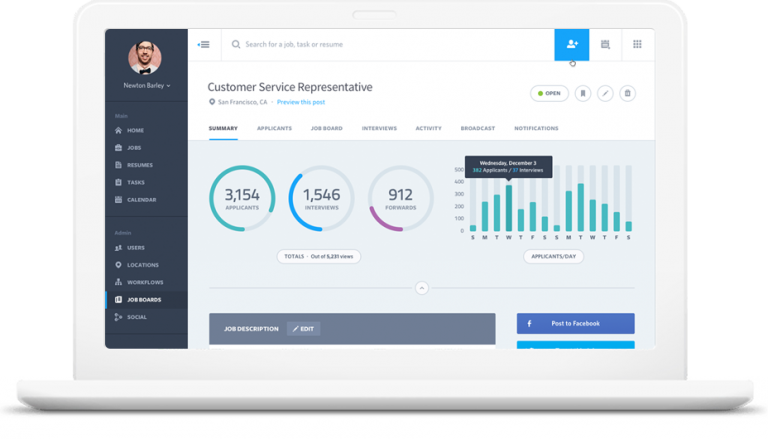 Search for a job, task or resume
Newton Barley
Main
HOME
JOBS
RESUMES
TASKS
CALENDAR
Admin
USERS
LOCATIONS
WORKFLOWS
JOB BOARDS
SOCIAL
Customer Service Representative
San Francisco, CA · Preview this post
OPEN
SUMMARY APPLICANTS JOB BOARD INTERVIEWS ACTIVITY BROADCAST NOTIFICATIONS
3,154
APPLICANTS
1,546
INTERVIEWS
912
FORWARDS
TOTALS · Out of 5,231 views
Wednesday, December 3
382 Applicants / 31 Interviews
500
400
300
200
100
0
S M T W T F S S M T W T F S
APPLICANTS/DAY
JOB DESCRIPTION EDIT
f Post to Facebook